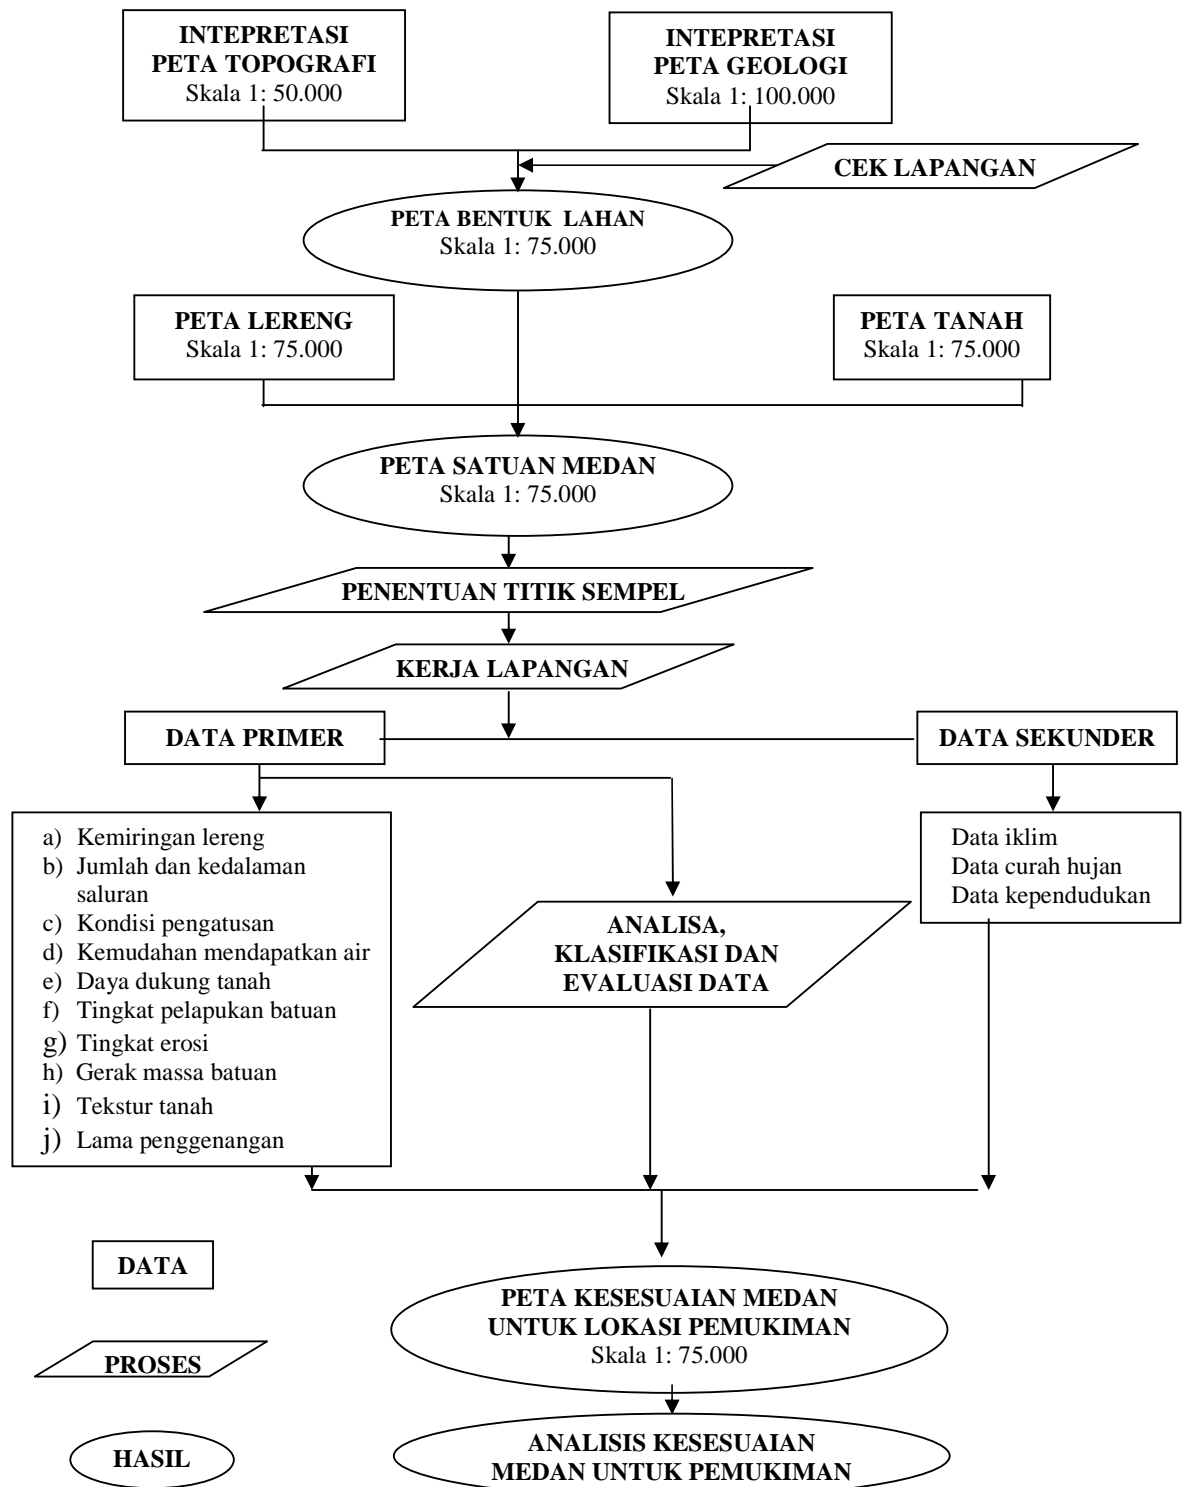 INTEPRETASI
PETA TOPOGRAFI
Skala 1: 50.000
INTEPRETASI
PETA GEOLOGI
Skala 1: 100.000
CEK LAPANGAN
PETA BENTUK LAHAN
Skala 1: 75.000
PETA LERENG
Skala 1: 75.000
PETA TANAH
Skala 1: 75.000
PETA SATUAN MEDAN
Skala 1: 75.000
PENENTUAN TITIK SEMPEL
KERJA LAPANGAN
DATA PRIMER
DATA SEKUNDER
a) Kemiringan lereng
b) Jumlah dan kedalaman
saluran
c) Kondisi pengatusan
d) Kemudahan mendapatkan air
e) Daya dukung tanah
f) Tingkat pelapukan batuan
g) Tingkat erosi
h) Gerak massa batuan
i) Tekstur tanah
j) Lama penggenangan
ANALISA,
KLASIFIKASI DAN
EVALUASI DATA
Data iklim
Data curah hujan
Data kependudukan
DATA
PROSES
HASIL
PETA KESESUAIAN MEDAN
UNTUK LOKASI PEMUKIMAN
Skala 1: 75.000
ANALISIS KESESUAIAN
MEDAN UNTUK PEMUKIMAN